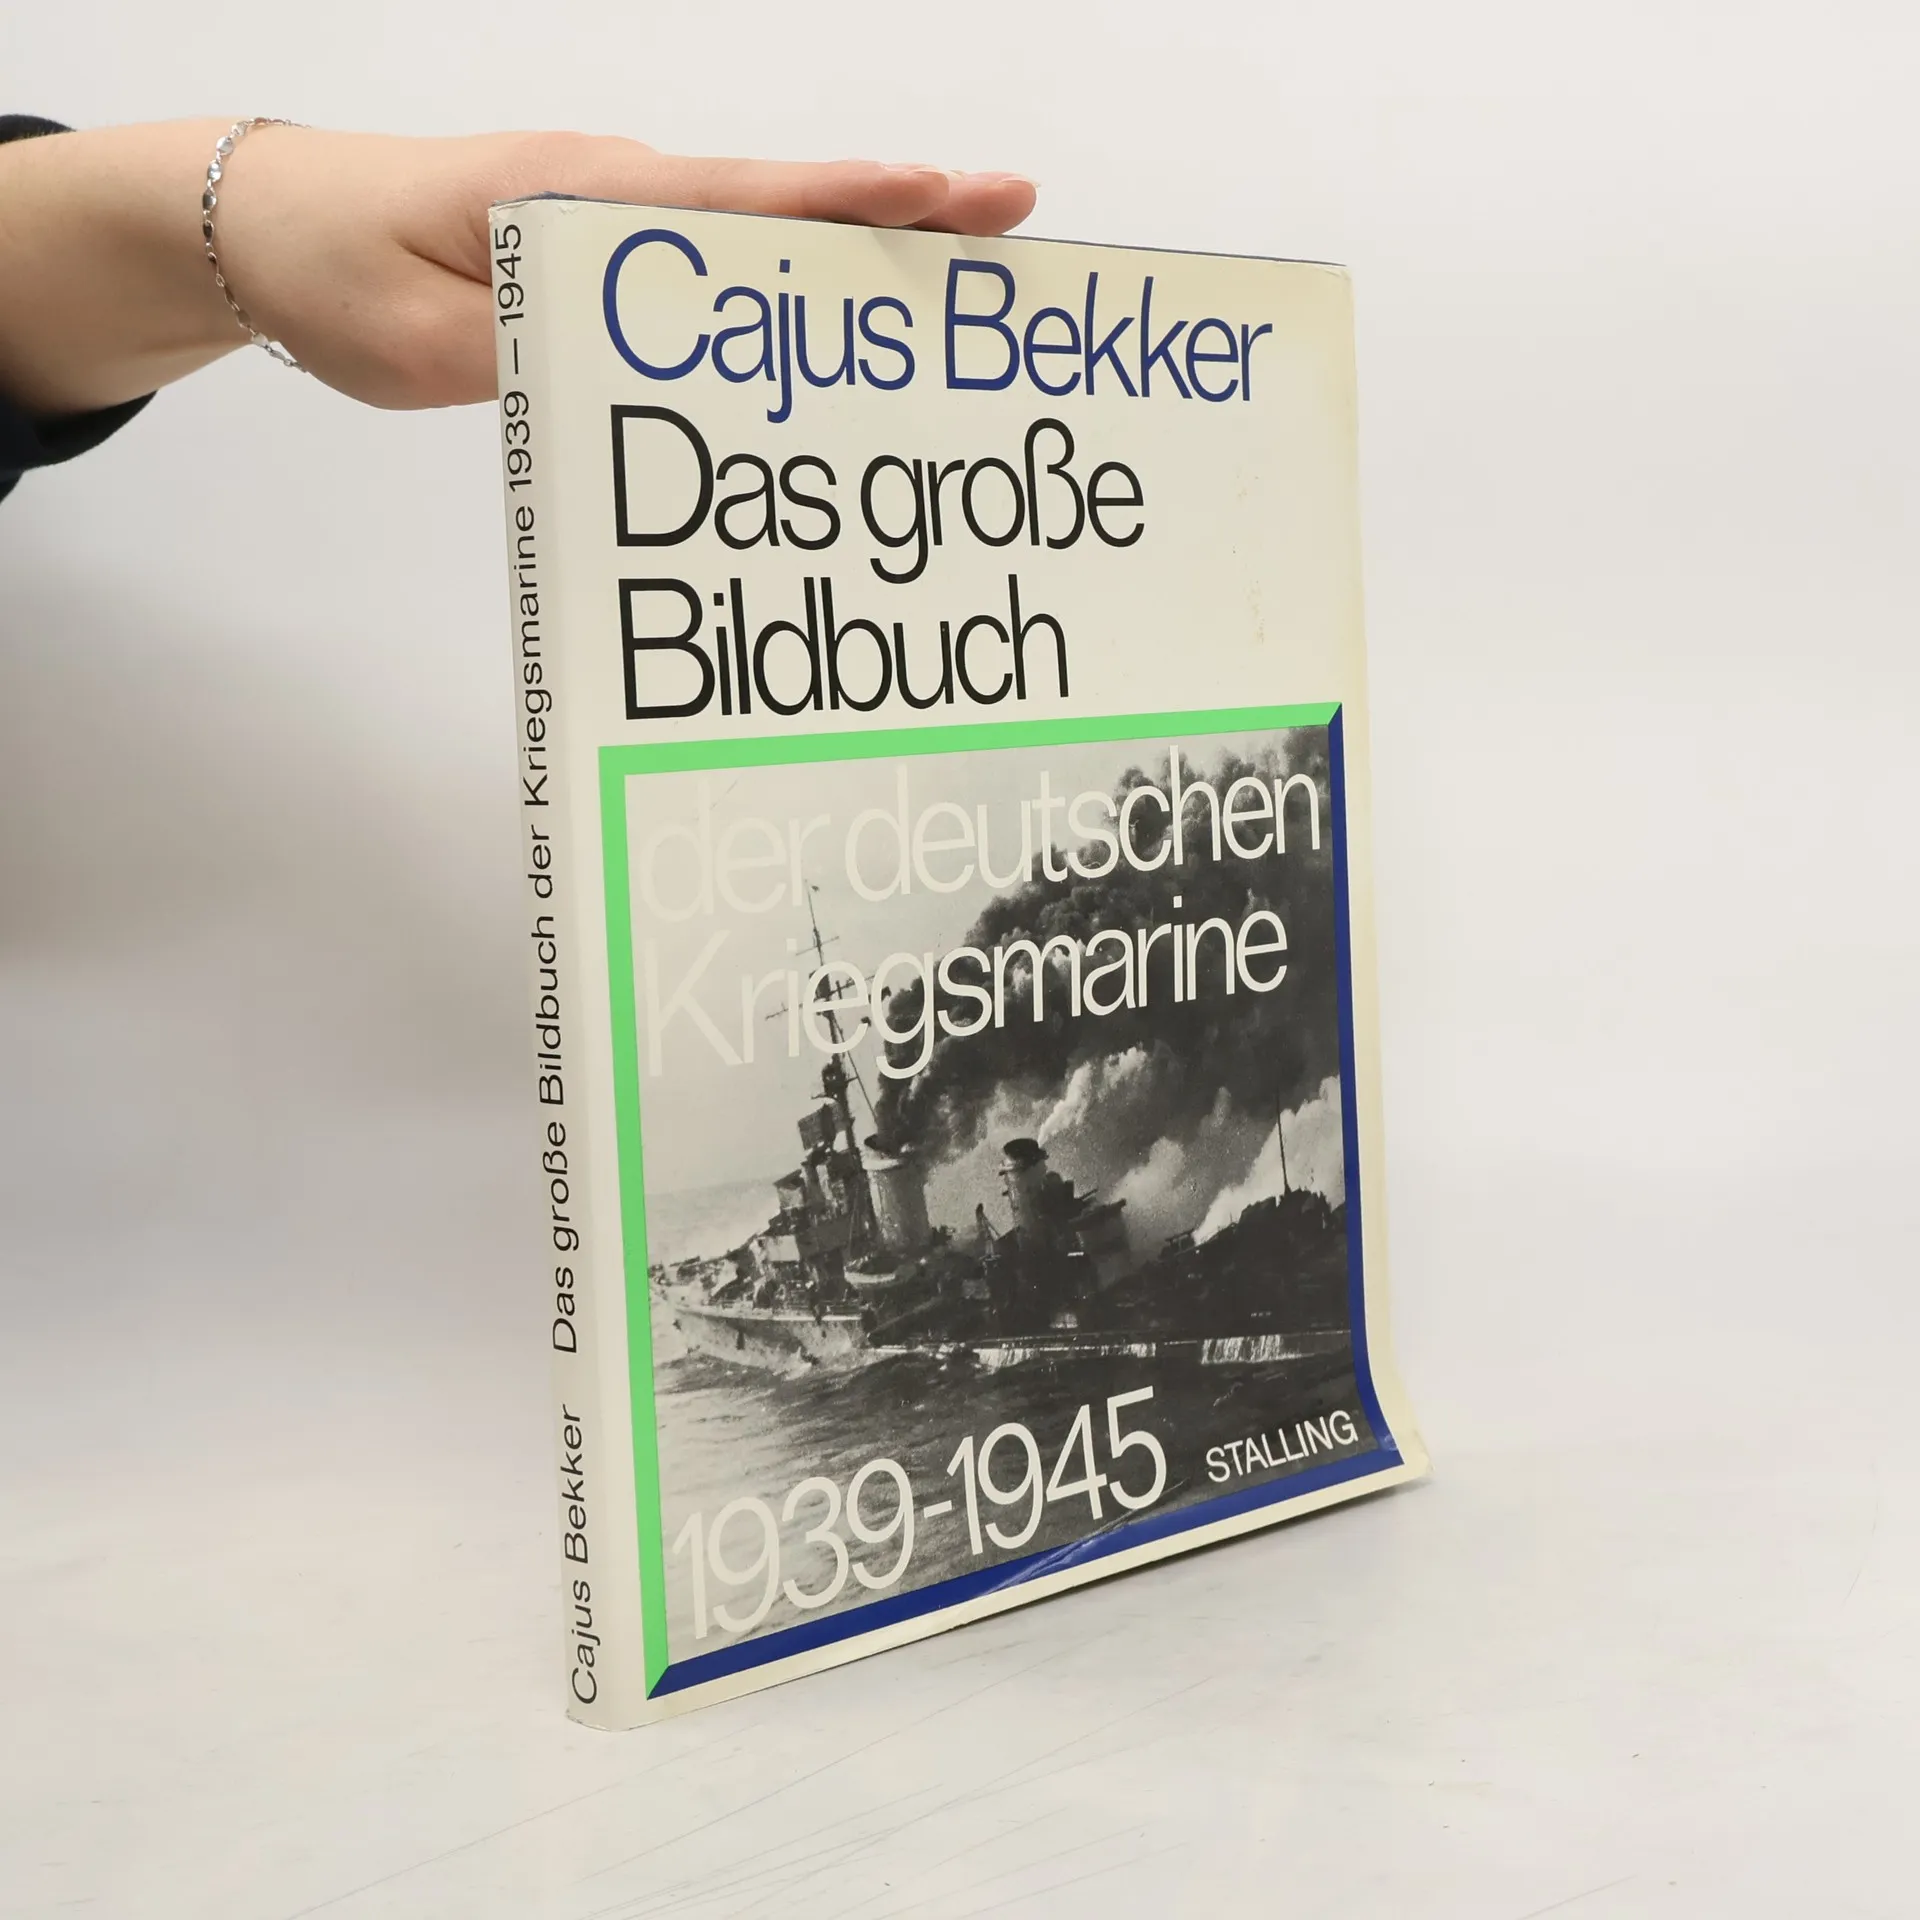 Cajus Bekker
Das große
Bildbuch
der deutschen
Kriegsmarine
1939-1945
STALLING
Cajus Bekker Das große Bildbuch der Kriegsmarine 1939 – 1945